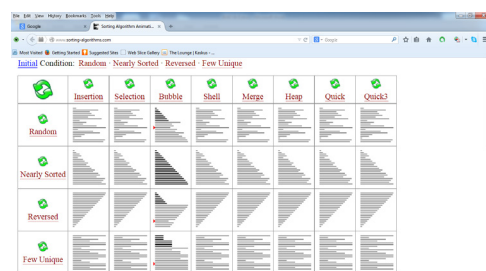 File Edit View History Bookmarks Tools Help
Google
Sorting Algorithm Animati...
www.sorting-algorithms.com
Google
Most Visited Getting Started Suggested Sites Web Slice Gallery The Lounge | Radius - ...
Initial Condition: Random · Nearly Sorted · Reversed · Few Unique
Insertion Selection Bubble Shell Merge Heap Quick Quick3
Random
Nearly Sorted
Reversed
Few Unique